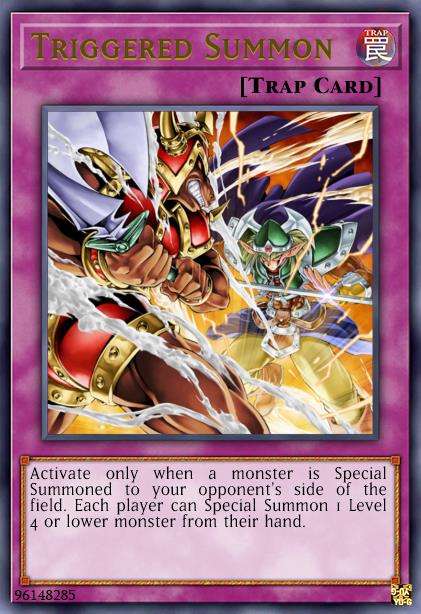 TRIGGERED SUMMON
TRAP
罠
[TRAP CARD]
Activate only when a monster is Special
Summoned to your opponent's side of the
field. Each player can Special Summon 1 Level
4 or lower monster from their hand.
96148285